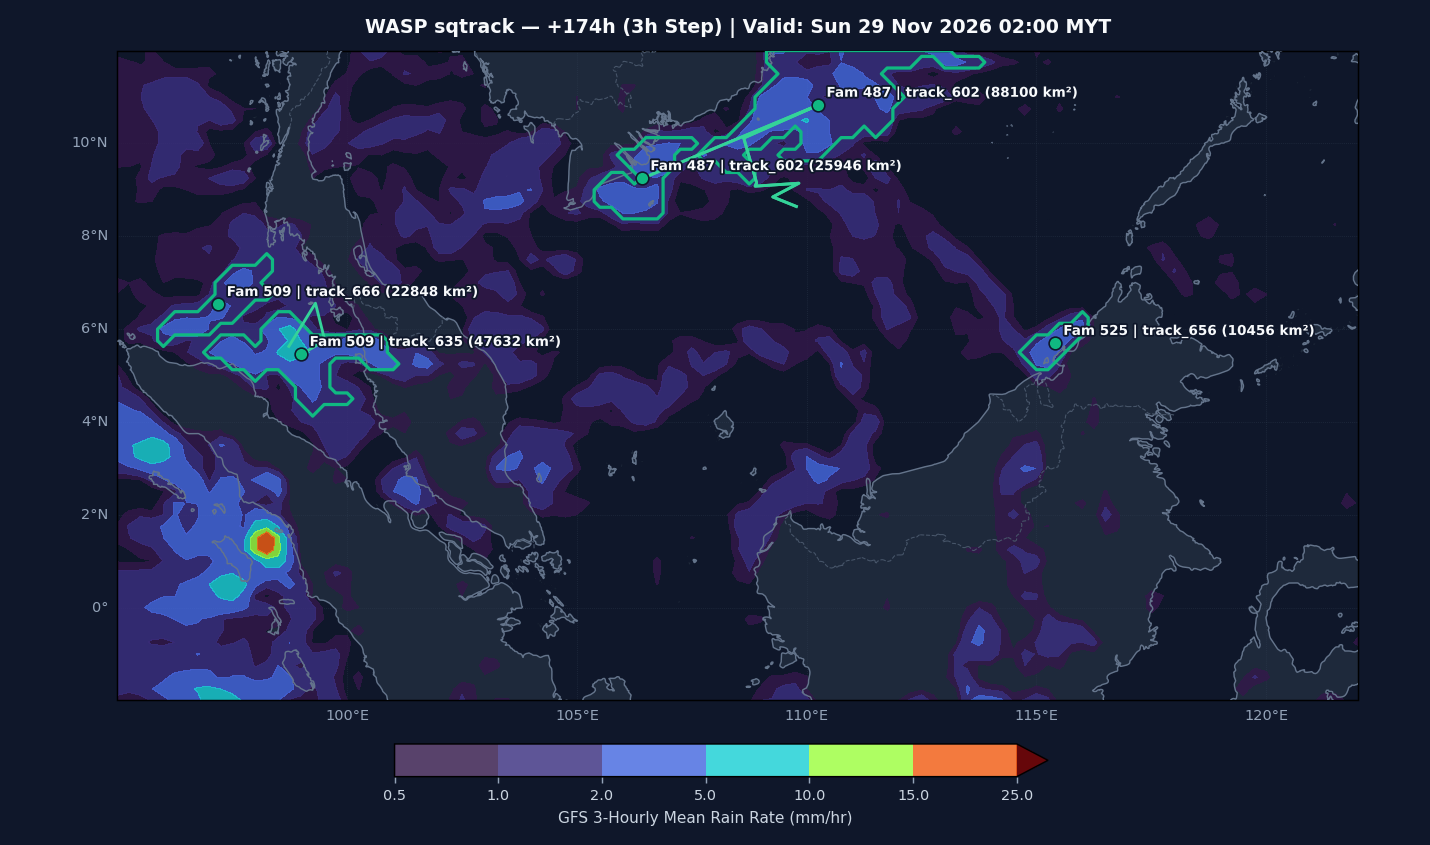 WASP sqtrack — +174h (3h Step) | Valid: Sun 29 Nov 2026 02:00 MYT
Fam 487 | track_602 (88100 km²)
10°N
Fam 487 | track_602 (25946 km²)
8°N
Fam 509 | track_666 (22848 km²)
6°N
Fam 525 | track_656 (10456 km²)
Fam 509 | track_635 (47632 km²)
4°N
2°N
0°
100°E 105°E 110°E 115°E 120°E
0.5 1.0 2.0 5.0 10.0 15.0 25.0
GFS 3-Hourly Mean Rain Rate (mm/hr)